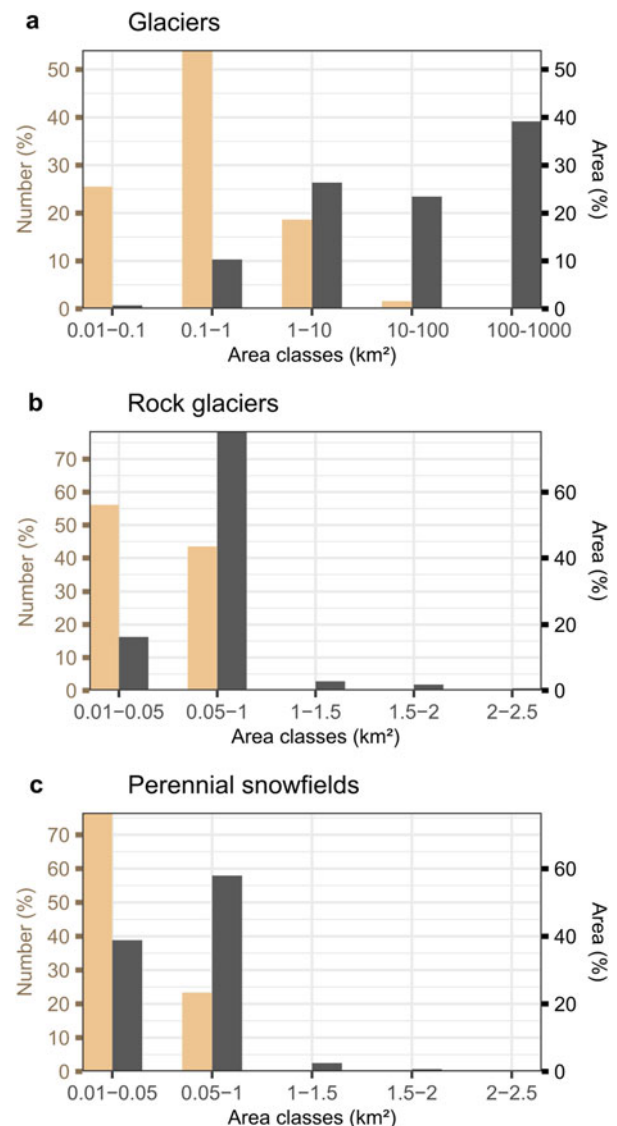 a Glaciers
50 50
40 40
30 30
20 20
10 10
0 0
Number (%)
Area (%)
0.01−0.1 0.1−1 1−10 10-100 100-1000
Area classes (km²)
b Rock glaciers
70
60 60
50
40 40
30
20 20
10
0 0
Number (%)
Area (%)
0.01−0.05 0.05−1 1−1.5 1.5−2 2−2.5
Area classes (km²)
c Perennial snowfields
70
60 60
50
40 40
30
20 20
10
0 0
Number (%)
Area (%)
0.01−0.05 0.05−1 1−1.5 1.5−2 2−2.5
Area classes (km²)